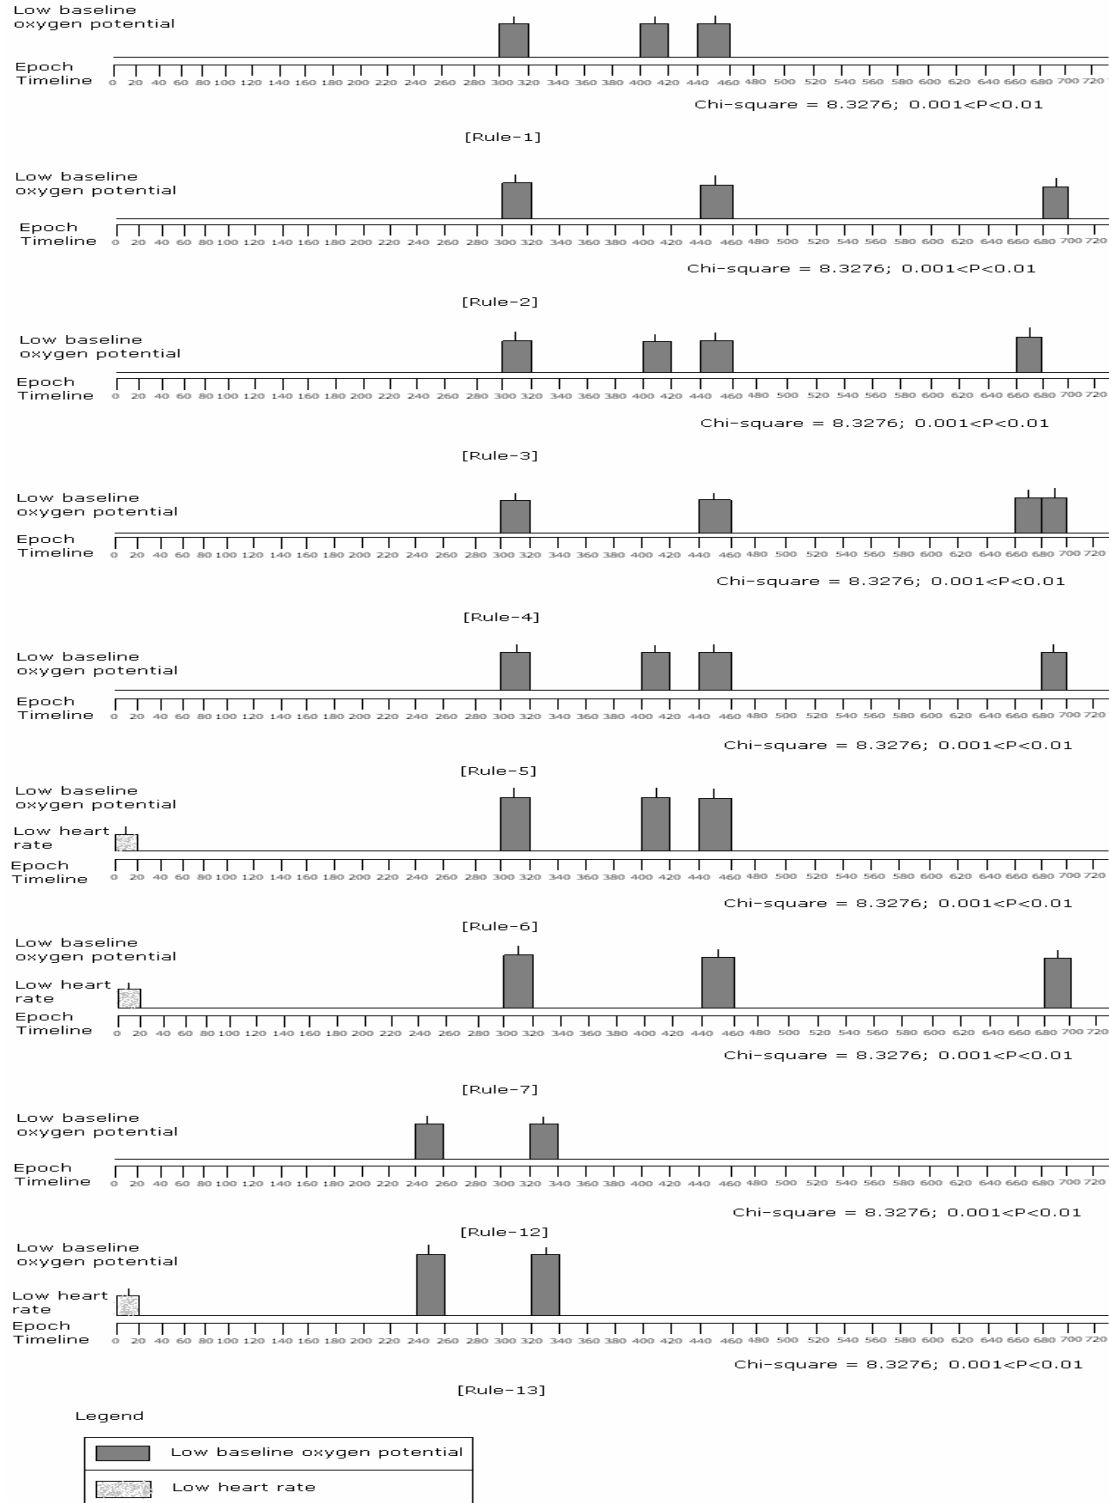 Low baseline
oxygen potential
Epoch
Timeline 0 20 40 60 80 100 120 140 160 180 200 220 240 260 280 300 320 340 360 380 400 420 440 460 480 500 520 540 560 580 600 620 640 660 680 700 720
Chi-square = 8.3276; 0.001<P<0.01
[Rule-1]
Low baseline
oxygen potential
Epoch
Timeline 0 20 40 60 80 100 120 140 160 180 200 220 240 260 280 300 320 340 360 380 400 420 440 460 480 500 520 540 560 580 600 620 640 660 680 700 720
Chi-square = 8.3276; 0.001<P<0.01
[Rule-2]
Low baseline
oxygen potential
Epoch
Timeline 0 20 40 60 80 100 120 140 160 180 200 220 240 260 280 300 320 340 360 380 400 420 440 460 480 500 520 540 560 580 600 620 640 660 680 700 720
Chi-square = 8.3276; 0.001<P<0.01
[Rule-3]
Low baseline
oxygen potential
Epoch
Timeline 0 20 40 60 80 100 120 140 160 180 200 220 240 260 280 300 320 340 360 380 400 420 440 460 480 500 520 540 560 580 600 620 640 660 680 700 720
Chi-square = 8.3276; 0.001<P<0.01
[Rule-4]
Low baseline
oxygen potential
Epoch
Timeline 0 20 40 60 80 100 120 140 160 180 200 220 240 260 280 300 320 340 360 380 400 420 440 460 480 500 520 540 560 580 600 620 640 660 680 700 720
Chi-square = 8.3276; 0.001<P<0.01
[Rule-5]
Low baseline
oxygen potential
Low heart
rate
Epoch
Timeline 0 20 40 60 80 100 120 140 160 180 200 220 240 260 280 300 320 340 360 380 400 420 440 460 480 500 520 540 560 580 600 620 640 660 680 700 720
Chi-square = 8.3276; 0.001<P<0.01
[Rule-6]
Low baseline
oxygen potential
Low heart
rate
Epoch
Timeline 0 20 40 60 80 100 120 140 160 180 200 220 240 260 280 300 320 340 360 380 400 420 440 460 480 500 520 540 560 580 600 620 640 660 680 700 720
Chi-square = 8.3276; 0.001<P<0.01
[Rule-7]
Low baseline
oxygen potential
Epoch
Timeline 0 20 40 60 80 100 120 140 160 180 200 220 240 260 280 300 320 340 360 380 400 420 440 460 480 500 520 540 560 580 600 620 640 660 680 700 720
Chi-square = 8.3276; 0.001<P<0.01
[Rule-12]
Low baseline
oxygen potential
Low heart
rate
Epoch
Timeline 0 20 40 60 80 100 120 140 160 180 200 220 240 260 280 300 320 340 360 380 400 420 440 460 480 500 520 540 560 580 600 620 640 660 680 700 720
Chi-square = 8.3276; 0.001<P<0.01
[Rule-13]
Legend
Low baseline oxygen potential
Low heart rate